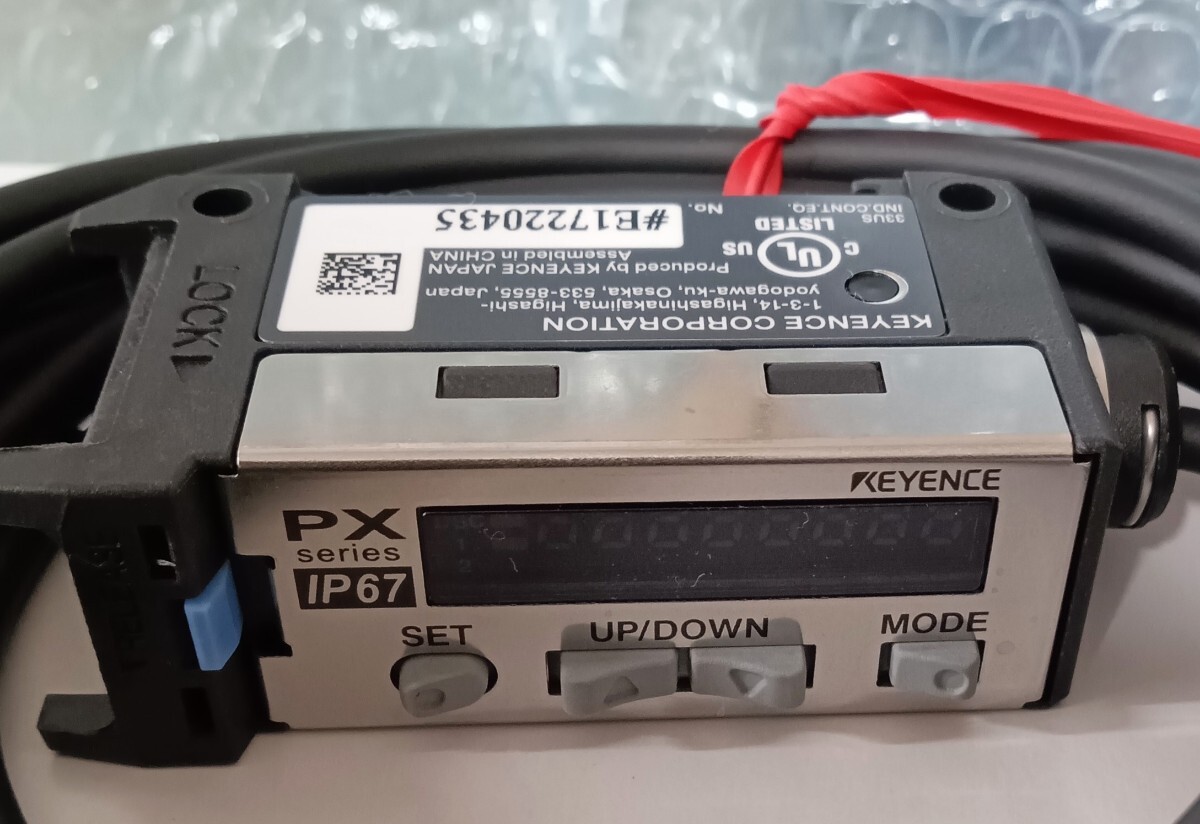 KEYENCE CORPORATION
1-3-14, Higashinakajima, Higashi-
yodogawa-ku, Osaka, 533-8555, Japan
Produced by KEYENCE JAPAN
Assembled in CHINA
C UL US
LISTED
IND.CONT.EQ.
33US
No.
#E17220435
LOCK
KEYENCE
PX
series
IP67
SET
UP/DOWN
MODE